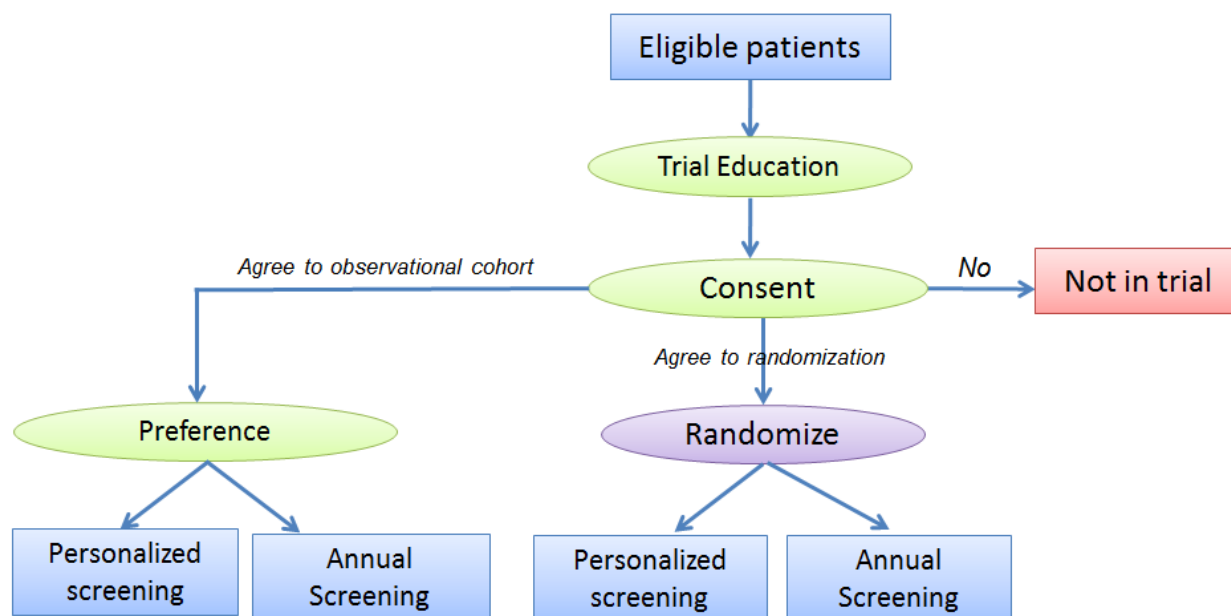 Eligible patients
Trial Education
Agree to observational cohort
Consent
No
Not in trial
Agree to randomization
Preference
Randomize
Personalized
screening
Annual
Screening
Personalized
screening
Annual
Screening